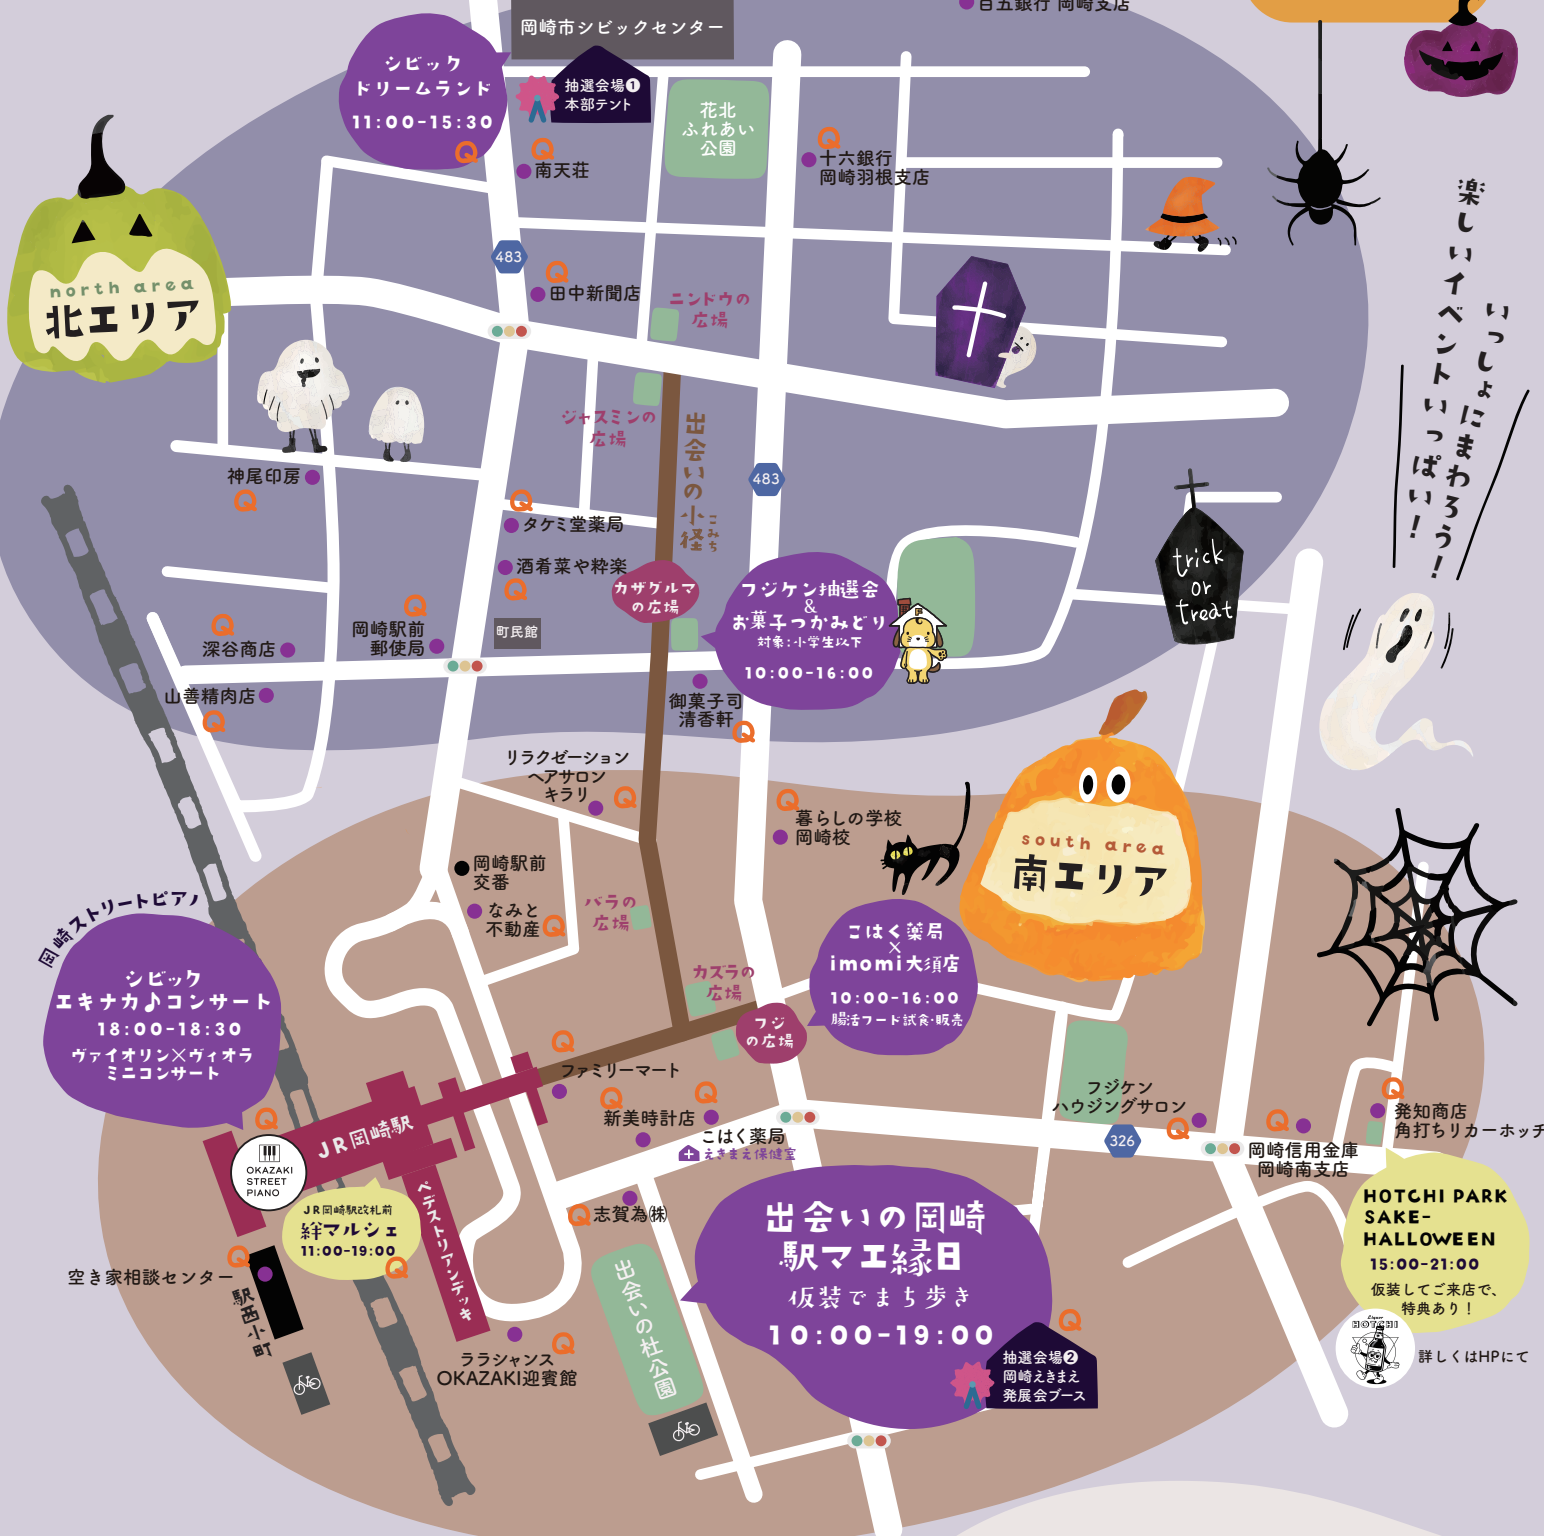 百五銀行 岡崎支店
岡崎市シビックセンター
シビック
ドリームランド
11:00-15:30
Q
抽選会場❶
本部テント
花北
ふれあい
公園
Q
南天荘
Q
十六銀行
岡崎羽根支店
north area
北エリア
483
Q
田中新聞店
ニンドウの
広場
ジャスミンの
広場
出会いの小径
こみち
483
楽しいイベントいっぱい!
いっしょにまわろう!
神尾印房
Q
Q
タケミ堂薬局
酒肴菜や粋楽
Q
カザグルマ
の広場
フジケン抽選会
&
お菓子つかみどり
対象:小学生以下
10:00-16:00
F
trick
or
treat
Q
深谷商店
Q
岡崎駅前
郵便局
町民館
山善精肉店
Q
御菓子司
清香軒
Q
リラクゼーション
ヘアサロン
キラリ
Q
Q
暮らしの学校
岡崎校
south area
南エリア
岡崎駅前
交番
なみと
不動産
Q
バラの
広場
カズラの
広場
フジ
の広場
こはく薬局
×
imomi大須店
10:00-16:00
腸活フード試食・販売
岡崎ストリートピアノ
シビック
エキナカ♪コンサート
18:00-18:30
ヴァイオリン×ヴィオラ
ミニコンサート
Q
OKAZAKI
STREET
PIANO
JR岡崎駅
ペデストリアンデッキ
JR岡崎駅改札前
絆マルシェ
11:00-19:00
Q
Q
空き家相談センター
駅西小町
Q
ファミリーマート
Q
新美時計店
Q
こはく薬局
えきまえ保健室
Q
志賀為㈱
出会いの杜公園
ララシャンス
OKAZAKI迎賓館
Q
出会いの岡崎
駅マエ縁日
仮装でまち歩き
10:00-19:00
Q
抽選会場❷
岡崎えきまえ
発展会ブース
フジケン
ハウジングサロン
Q
326
Q
岡崎信用金庫
岡崎南支店
Q
発知商店
角打ちリカーホッチ
HOTCHI PARK
SAKE-
HALLOWEEN
15:00-21:00
仮装してご来店で、
特典あり!
Liquor
HOTCHI
詳しくはHPにて